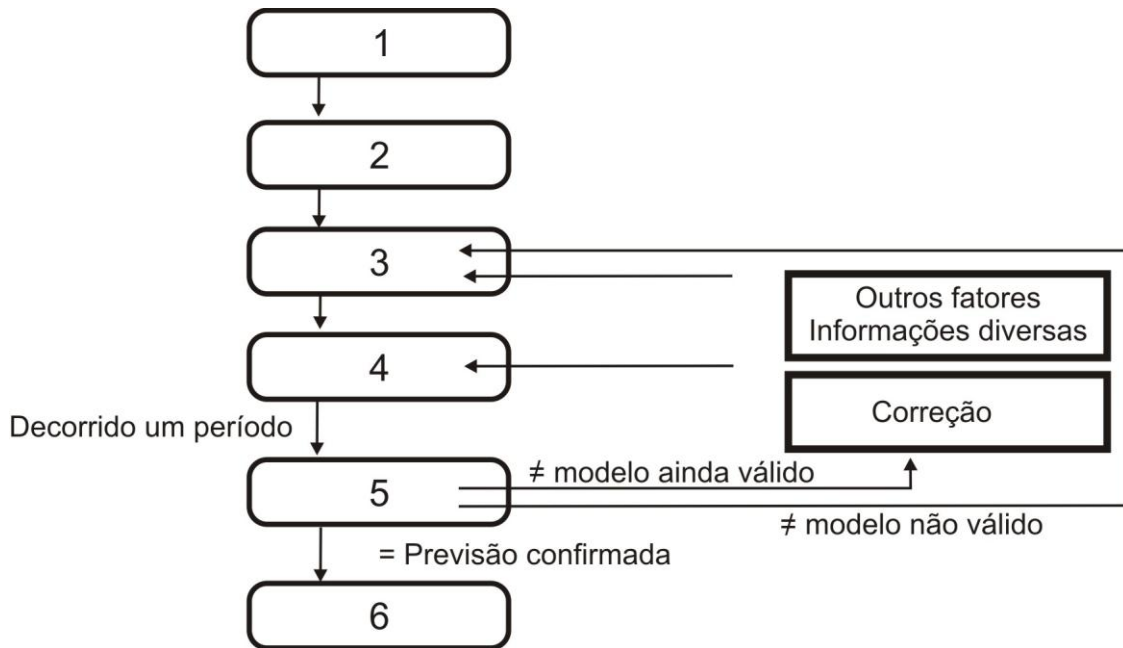 1
2
3
Outros fatores
Informações diversas
4
Correção
Decorrido um período
5
≠ modelo ainda válido
≠ modelo não válido
= Previsão confirmada
6